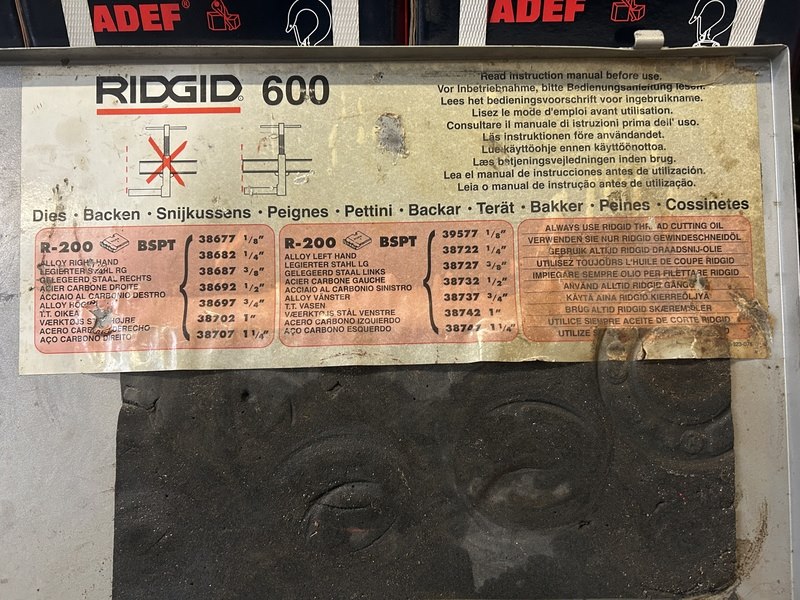 ADEF®
ADEF
RIDGID® 600
Read instruction manual before use.
Vor Inbetriebnahme, bitte Bedienungsanleitung lesen.
Lees het bedieningsvoorschrift voor ingebruikname.
Lisez le mode d'emploi avant utilisation.
Consultare il manuale di istruzioni prima dell' uso.
Läs instruktionen före användandet.
Lue käyttöohje ennen käyttöönottoa.
Læs betjeningsvejledningen inden brug.
Lea el manual de instrucciones antes de utilización.
Leia o manual de instrução antes de utilização.
Dies · Backen · Snijkussens · Peignes · Pettini · Backar · Terät · Bakker · Peines · Cossinetes
R-200 BSPT
ALLOY RIGHT HAND
LEGIERTER STAHL RG
GELEGEERD STAAL RECHTS
ACIER CARBONE DROITE
ACCIAIO AL CARBONIO DESTRO
ALLOY
T.T. OIKEA
VÆRKTØJS
ACERO DERECHO
AÇO CARBONO DIREITO
38677 1/8"
38682 1/4"
38687 3/8"
38692 1/2"
38697 3/4"
38702 1"
38707 1 1/4"
R-200 BSPT
ALLOY LEFT HAND
LEGIERTER STAHL LG
GELEGEERD STAAL LINKS
ACIER CARBONE GAUCHE
ACCIAIO AL CARBONIO SINISTRO
ALLOY VÄNSTER
T.T. VASEN
VÆRKTØJS STÅL VENSTRE
ACERO CARBONO IZQUIERDO
AÇO CARBONO ESQUERDO
39577 1/8"
38722 1/4"
38727 3/8"
38732 1/2"
38737 3/4"
38742 1"
38747 1 1/4"
ALWAYS USE RIDGID THREAD CUTTING OIL
VERWENDEN SIE NUR RIDGID GEWINDESCHNEIDÖL
GEBRUIK ALTIJD RIDGID DRAADSNIJ-OLIE
UTILISEZ TOUJOURS L'HUILE DE COUPE RIDGID
IMPIEGARE SEMPRE OLIO PER FILETTARE RIDGID
ANVÄND ALLTID RIDGID
KÄYTÄ AINA RIDGID KIERREÖLJYÄ
BRUG ALTID RIDGID SKÆREMIDLER
UTILICE SIEMPRE ACEITE DE CORTE RIDGID
UTILIZE